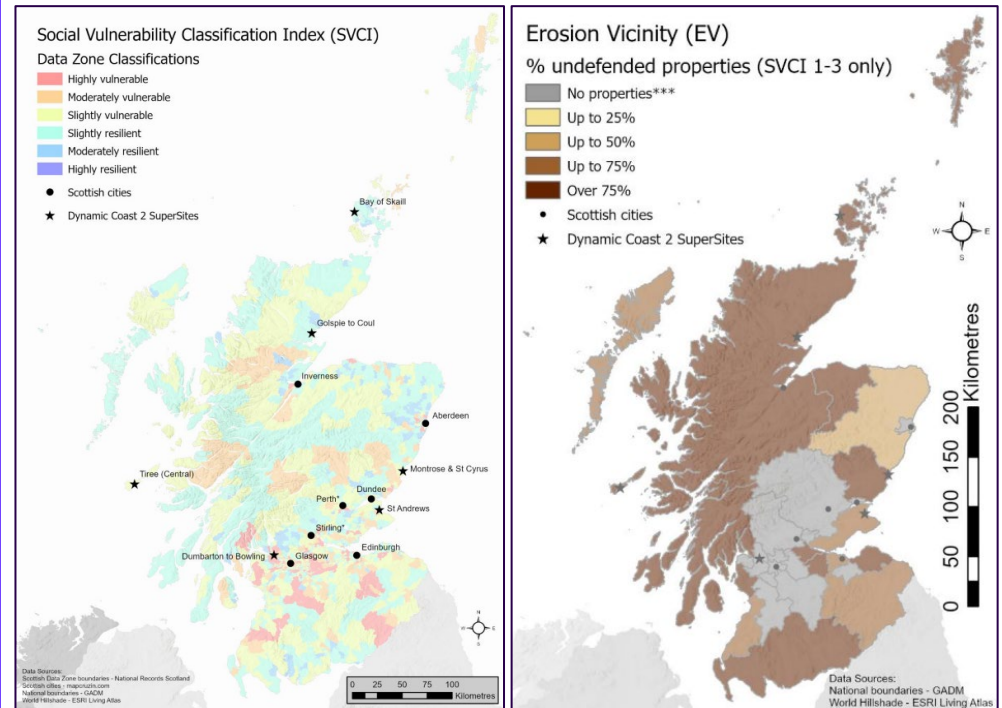 Social Vulnerability Classification Index (SVCI)
Data Zone Classifications
Highly vulnerable
Moderately vulnerable
Slightly vulnerable
Slightly resilient
Moderately resilient
Highly resilient
Scottish cities
Dynamic Coast 2 SuperSites
Bay of Skaill
Golspie to Coul
Inverness
Aberdeen
Montrose & St Cyrus
Tiree (Central)
Dundee
Perth*
St Andrews
Stirling*
Dumbarton to Bowling
Glasgow
Edinburgh
N
W E
S
Data Sources:
Scottish Data Zone boundaries - National Records Scotland
Scottish cities - mapcruzin.com
National boundaries - GADM
World Hillshade - ESRI Living Atlas
0 25 50 75 100
Kilometres
Erosion Vicinity (EV)
% undefended properties (SVCI 1-3 only)
No properties***
Up to 25%
Up to 50%
Up to 75%
Over 75%
Scottish cities
Dynamic Coast 2 SuperSites
N
W E
S
0 50 100 150 200
Kilometres
Data Sources:
National boundaries - GADM
World Hillshade - ESRI Living Atlas